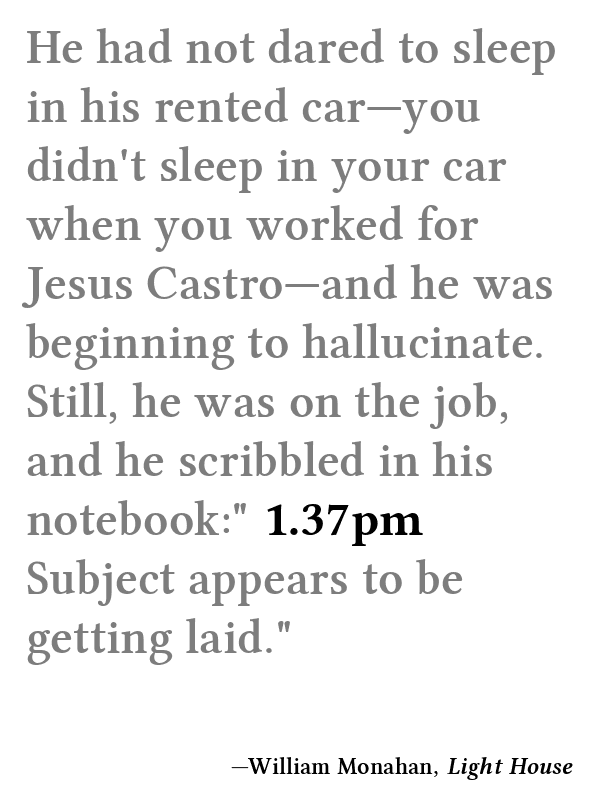 He had not dared to sleep
in his rented car—you
didn't sleep in your car
when you worked for
Jesus Castro—and he was
beginning to hallucinate.
Still, he was on the job,
and he scribbled in his
notebook:" 1.37pm
Subject appears to be
getting laid."
—William Monahan, Light House